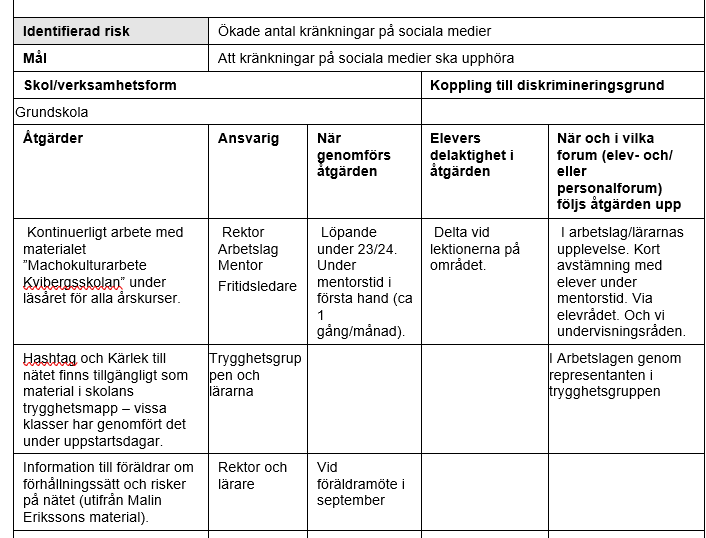 Identifierad risk
Ökade antal kränkningar på sociala medier
Mål
Att kränkningar på sociala medier ska upphöra
Skol/verksamhetsform
Koppling till diskrimineringsgrund
Grundskola
Åtgärder
Ansvarig
När
genomförs
åtgärden
Elevers
delaktighet i
åtgärden
När och i vilka
forum (elev- och/
eller
personalforum)
följs åtgärden upp
Kontinuerligt arbete med
materialet
”Machokulturarbete
Kvibergsskolan” under
läsåret för alla årskurser.
Rektor
Arbetslag
Mentor
Fritidsledare
Löpande
under 23/24.
Under
mentorstid i
första hand (ca
1
gång/månad).
Delta vid
lektionerna på
området.
I arbetslag/lärarnas
upplevelse. Kort
avstämning med
elever under
mentorstid. Via
elevrådet. Och vi
undervisningsråden.
Hashtag och Kärlek till
nätet finns tillgängligt som
material i skolans
trygghetsmapp – vissa
klasser har genomfört det
under uppstartsdagar.
Trygghetsgrup
pen och
lärarna
I Arbetslagen genom
representanten i
trygghetsgruppen
Information till föräldrar om
förhållningssätt och risker
på nätet (utifrån Malin
Erikssons material).
Rektor och
lärare
Vid
föräldramöte i
september